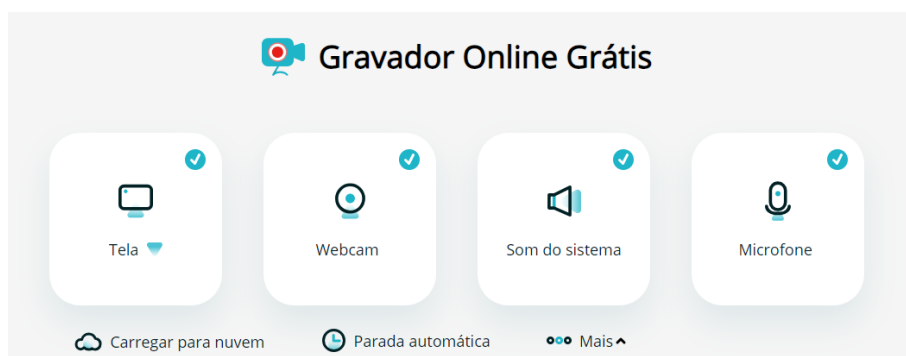 Gravador Online Grátis
Tela
Webcam
Som do sistema
Microfone
Carregar para nuvem
Parada automática
Mais